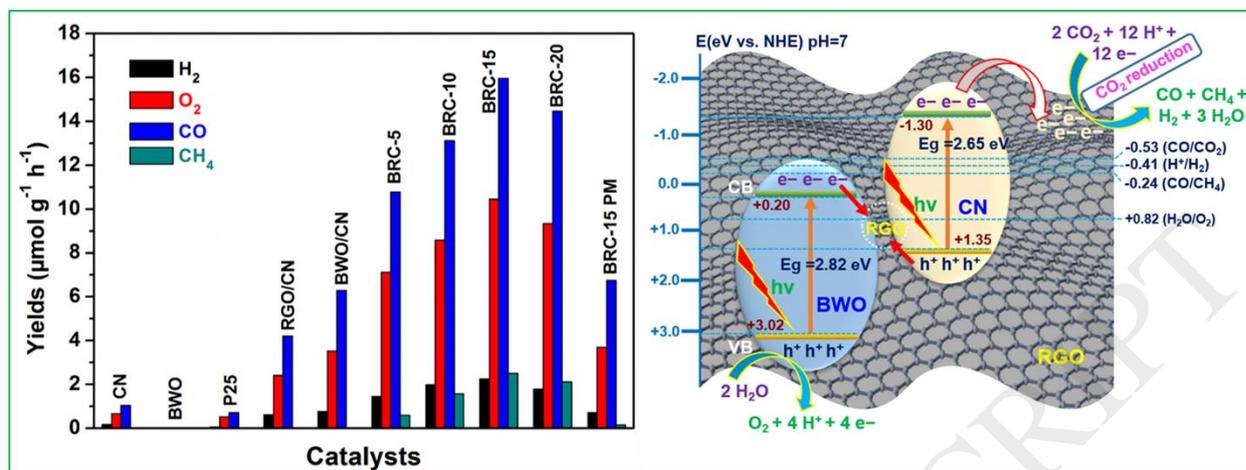 18
16
14
12
10
8
6
4
2
0
Yields (μmol g⁻¹ h⁻¹)
H₂
O₂
CO
CH₄
CN
BWO
P25
RGO/CN
BWO/CN
BRC-5
BRC-10
BRC-15
BRC-20
BRC-15 PM
Catalysts
E(eV vs. NHE) pH=7
-2.0
-1.0
0.0
+1.0
+2.0
+3.0
2 CO₂ + 12 H⁺ +
12 e–
CO₂ reduction
e–
e– e–
e– e–
CO + CH₄ +
H₂ + 3 H₂O
e– e– e–
-1.30
Eg =2.65 eV
hv
CN
+1.35
h⁺ h⁺ h⁺
-0.53 (CO/CO₂)
-0.41 (H⁺/H₂)
-0.24 (CO/CH₄)
+0.82 (H₂O/O₂)
CB
e– e– e–
+0.20
RGO
Eg =2.82 eV
hv
BWO
+3.02
VB
h⁺ h⁺ h⁺
RGO
2 H₂O
O₂ + 4 H⁺ + 4 e–